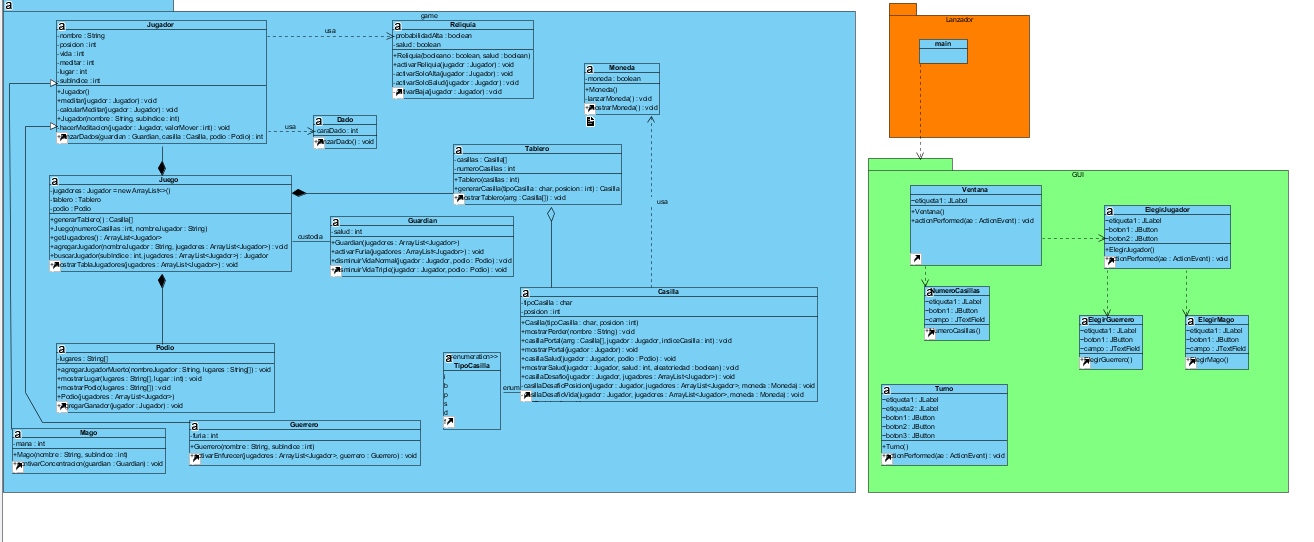 game
Jugador
-nombre : String
-posicion : int
-vida : int
-meditar : int
-lugar : int
-subindice : int
+Jugador()
+meditar(jugador : Jugador) : void
-calcularMeditar(jugador : Jugador) : void
+Jugador(nombre : String, subindice : int)
-hacerMeditacion(jugador : Jugador, valorMover : int) : void
(guardian : Guardian, casilla : Casilla, podio : Podio) : int
usa
Reliquia
-probabilidadAlta : boolean
-salud : boolean
+Reliquia(booleano : boolean, salud : boolean)
+activarReliquia(jugador : Jugador) : void
-activarSoloAlta(jugador : Jugador) : void
-activarSoloSalud(jugador : Jugador) : void
(jugador : Jugador) : void
usa
Dado
-caraDado : int
() : void
Moneda
-moneda : boolean
+Moneda()
-lanzarMoneda() : void
() : void
usa
Tablero
-casillas : Casilla[]
-numeroCasillas : int
+Tablero(casillas : int)
+generarCasilla(tipoCasilla : char, posicion : int) : Casilla
(arrg : Casilla[]) : void
Juego
-jugadores : Jugador = new ArrayList<>()
-tablero : Tablero
-podio : Podio
+generarTablero() : Casilla[]
+Juego(numeroCasillas : int, nombreJugador : String)
+getJugadores() : ArrayList<Jugador>
+agregarJugador(nombreJugador : String, jugadores : ArrayList<Jugador>) : void
+buscarJugador(subindice : int, jugadores : ArrayList<Jugador>) : Jugador
(jugadores : ArrayList<Jugador>) : void
custodia
Guardian
-salud : int
+Guardian(jugadores : ArrayList<Jugador>)
+activarFuria(jugadores : ArrayList<Jugador>) : void
+disminuirVidaNormal(jugador : Jugador, podio : Podio) : void
(jugador : Jugador, podio : Podio) : void
Casilla
-tipoCasilla : char
-posicion : int
+Casilla(tipoCasilla : char, posicion : int)
+mostrarPerder(nombre : String) : void
+casillaPortal(arrg : Casilla[], jugador : Jugador, indiceCasilla : int) : void
+mostrarPortal(jugador : Jugador) : void
+casillaSalud(jugador : Jugador, podio : Podio) : void
+mostrarSalud(jugador : Jugador, salud : int, aleatoriedad : boolean) : void
+casillaDesafio(jugador : Jugador, jugadores : ArrayList<Jugador>) : void
-casillaDesafioPosicion(jugador : Jugador, jugadores : ArrayList<Jugador>, moneda : Moneda) : void
(jugador : Jugador, jugadores : ArrayList<Jugador>, moneda : Moneda) : void
TipoCasilla
b
p
s
d
enum
Podio
-lugares : String[]
+agregarJugadorMuerto(nombreJugador : String, lugares : String[]) : void
+mostrarLugar(lugares : String[], lugar : int) : void
+mostrarPodio(lugares : String[]) : void
+Podio(jugadores : ArrayList<Jugador>)
(jugador : Jugador) : void
Mago
-mana : int
+Mago(nombre : String, subindice : int)
(guardian : Guardian) : void
Guerrero
-furia : int
+Guerrero(nombre : String, subindice : int)
(jugadores : ArrayList<Jugador>, guerrero : Guerrero) : void
Lanzador
main
GUI
Ventana
-etiqueta1 : JLabel
+Ventana()
+actionPerformed(ae : ActionEvent) : void
ElegirJugador
-etiqueta1 : JLabel
-boton1 : JButton
-boton2 : JButton
+ElegirJugador()
(ae : ActionEvent) : void
NumeroCasillas
-etiqueta1 : JLabel
-boton1 : JButton
-campo : JTextField
ElegirGuerrero
-etiqueta1 : JLabel
-boton1 : JButton
-campo : JTextField
ElegirMago
-etiqueta1 : JLabel
-boton1 : JButton
-campo : JTextField
Turno
-etiqueta1 : JLabel
-etiqueta2 : JLabel
-boton1 : JButton
-boton2 : JButton
-boton3 : JButton
+Turno()
(ae : ActionEvent) : void